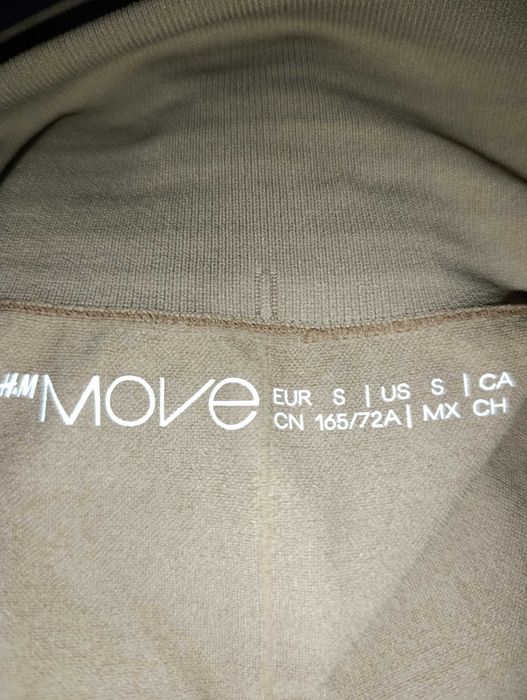 H&M MOVE EUR S | US S | CA
CN 165/72A | MX CH